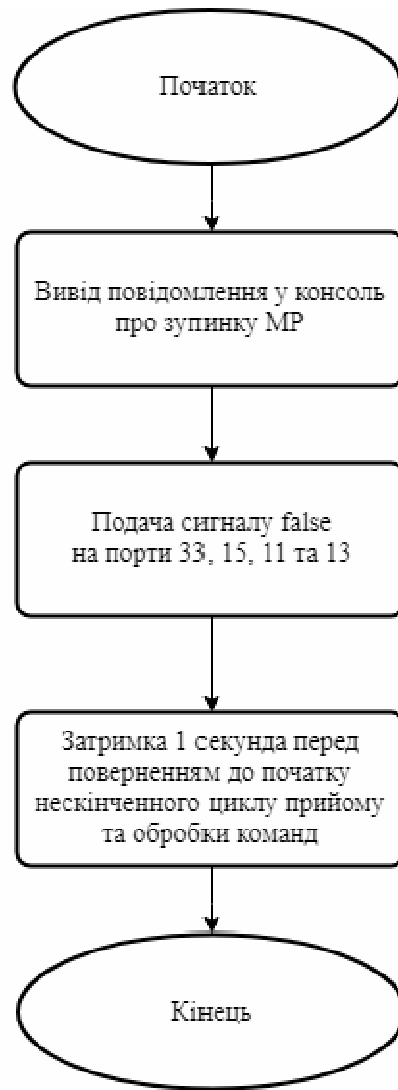 Початок
Вивід повідомлення у консоль
про зупинку МР
Подача сигналу false
на порти 33, 15, 11 та 13
Затримка 1 секунда перед
поверненням до початку
нескінченного циклу прийому
та обробки команд
Кінець